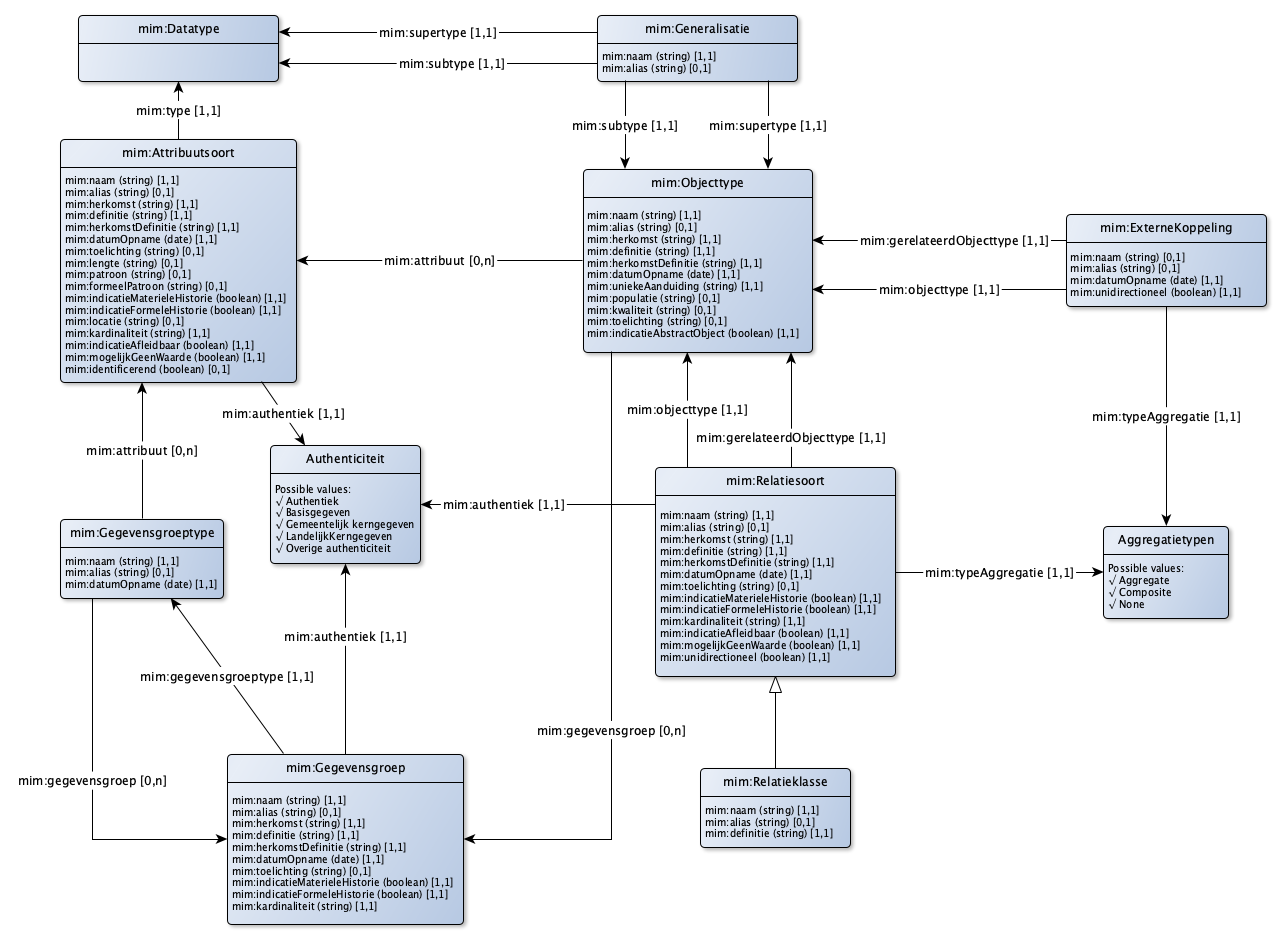 mim:Datatype
mim:supertype [1,1]
mim:subtype [1,1]
mim:Generalisatie
mim:naam (string) [1,1]
mim:alias (string) [0,1]
mim:type [1,1]
mim:subtype [1,1]
mim:supertype [1,1]
mim:Attribuutsoort
mim:naam (string) [1,1]
mim:alias (string) [0,1]
mim:herkomst (string) [1,1]
mim:definitie (string) [1,1]
mim:herkomstDefinitie (string) [1,1]
mim:datumOpname (date) [1,1]
mim:toelichting (string) [0,1]
mim:lengte (string) [0,1]
mim:patroon (string) [0,1]
mim:formeelPatroon (string) [0,1]
mim:indicatieMaterieleHistorie (boolean) [1,1]
mim:indicatieFormeleHistorie (boolean) [1,1]
mim:locatie (string) [0,1]
mim:kardinaliteit (string) [1,1]
mim:indicatieAfleidbaar (boolean) [1,1]
mim:mogelijkGeenWaarde (boolean) [1,1]
mim:identificerend (boolean) [0,1]
mim:attribuut [0,n]
mim:Objecttype
mim:naam (string) [1,1]
mim:alias (string) [0,1]
mim:herkomst (string) [1,1]
mim:definitie (string) [1,1]
mim:herkomstDefinitie (string) [1,1]
mim:datumOpname (date) [1,1]
mim:uniekeAanduiding (string) [1,1]
mim:populatie (string) [0,1]
mim:kwaliteit (string) [0,1]
mim:toelichting (string) [0,1]
mim:indicatieAbstractObject (boolean) [1,1]
mim:gerelateerdObjecttype [1,1]
mim:objecttype [1,1]
mim:ExterneKoppeling
mim:naam (string) [0,1]
mim:alias (string) [0,1]
mim:datumOpname (date) [1,1]
mim:unidirectioneel (boolean) [1,1]
mim:authentiek [1,1]
mim:objecttype [1,1]
mim:gerelateerdObjecttype [1,1]
mim:typeAggregatie [1,1]
mim:attribuut [0,n]
Authenticiteit
Possible values:
√ Authentiek
√ Basisgegeven
√ Gemeentelijk kerngegeven
√ LandelijkKerngegeven
√ Overige authenticiteit
mim:authentiek [1,1]
mim:Relatiesoort
mim:naam (string) [1,1]
mim:alias (string) [0,1]
mim:herkomst (string) [1,1]
mim:definitie (string) [1,1]
mim:herkomstDefinitie (string) [1,1]
mim:datumOpname (date) [1,1]
mim:toelichting (string) [0,1]
mim:indicatieMaterieleHistorie (boolean) [1,1]
mim:indicatieFormeleHistorie (boolean) [1,1]
mim:kardinaliteit (string) [1,1]
mim:indicatieAfleidbaar (boolean) [1,1]
mim:mogelijkGeenWaarde (boolean) [1,1]
mim:unidirectioneel (boolean) [1,1]
mim:typeAggregatie [1,1]
Aggregatietypen
Possible values:
√ Aggregate
√ Composite
√ None
mim:Gegevensgroeptype
mim:naam (string) [1,1]
mim:alias (string) [0,1]
mim:datumOpname (date) [1,1]
mim:authentiek [1,1]
mim:gegevensgroeptype [1,1]
mim:gegevensgroep [0,n]
mim:gegevensgroep [0,n]
mim:Gegevensgroep
mim:naam (string) [1,1]
mim:alias (string) [0,1]
mim:herkomst (string) [1,1]
mim:definitie (string) [1,1]
mim:herkomstDefinitie (string) [1,1]
mim:datumOpname (date) [1,1]
mim:toelichting (string) [0,1]
mim:indicatieMaterieleHistorie (boolean) [1,1]
mim:indicatieFormeleHistorie (boolean) [1,1]
mim:kardinaliteit (string) [1,1]
mim:Relatieklasse
mim:naam (string) [1,1]
mim:alias (string) [0,1]
mim:definitie (string) [1,1]